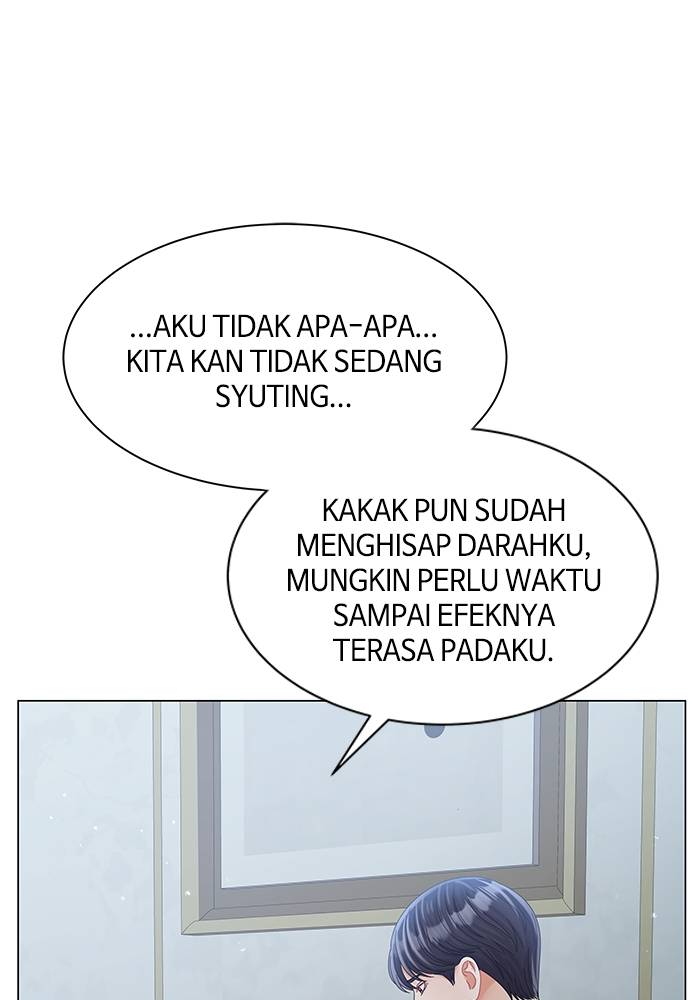 ...AKU TIDAK APA-APA...
KITA KAN TIDAK SEDANG
SYUTING...
KAKAK PUN SUDAH
MENGHISAP DARAHKU,
MUNGKIN PERLU WAKTU
SAMPAI EFEKNYA
TERASA PADAKU.